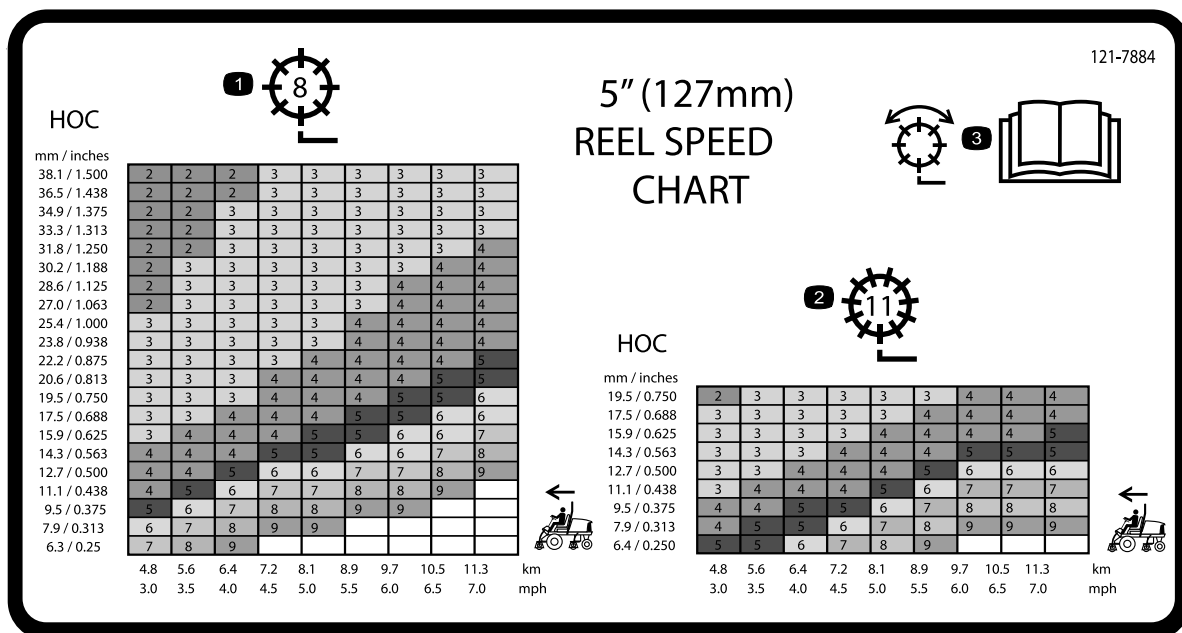 121-7884
1
8
5" (127mm)
REEL SPEED
CHART
3
HOC
mm / inches
38.1 / 1.500 2 2 2 3 3 3 3 3 3
36.5 / 1.438 2 2 2 3 3 3 3 3 3
34.9 / 1.375 2 2 3 3 3 3 3 3 3
33.3 / 1.313 2 2 3 3 3 3 3 3 3
31.8 / 1.250 2 2 3 3 3 3 3 3 4
30.2 / 1.188 2 3 3 3 3 3 3 4 4
28.6 / 1.125 2 3 3 3 3 3 4 4 4
27.0 / 1.063 2 3 3 3 3 3 4 4 4
25.4 / 1.000 3 3 3 3 3 4 4 4 4
23.8 / 0.938 3 3 3 3 3 4 4 4 4
22.2 / 0.875 3 3 3 3 4 4 4 4 5
20.6 / 0.813 3 3 3 4 4 4 4 5 5
19.5 / 0.750 3 3 3 4 4 4 5 5 6
17.5 / 0.688 3 3 4 4 4 5 5 6 6
15.9 / 0.625 3 4 4 4 5 5 6 6 7
14.3 / 0.563 4 4 4 5 5 6 6 7 8
12.7 / 0.500 4 4 5 6 6 7 7 8 9
11.1 / 0.438 4 5 6 7 7 8 8 9
9.5 / 0.375 5 6 7 8 8 9 9
7.9 / 0.313 6 7 8 9 9
6.3 / 0.25 7 8 9
4.8 5.6 6.4 7.2 8.1 8.9 9.7 10.5 11.3 km
3.0 3.5 4.0 4.5 5.0 5.5 6.0 6.5 7.0 mph
2
11
HOC
mm / inches
19.5 / 0.750 2 3 3 3 3 3 4 4 4
17.5 / 0.688 3 3 3 3 3 4 4 4 4
15.9 / 0.625 3 3 3 3 4 4 4 4 5
14.3 / 0.563 3 3 3 4 4 4 5 5 5
12.7 / 0.500 3 3 4 4 4 5 6 6 6
11.1 / 0.438 3 4 4 4 5 6 7 7 7
9.5 / 0.375 4 4 5 5 6 7 8 8 8
7.9 / 0.313 4 5 5 6 7 8 9 9 9
6.4 / 0.250 5 5 6 7 8 9
4.8 5.6 6.4 7.2 8.1 8.9 9.7 10.5 11.3 km
3.0 3.5 4.0 4.5 5.0 5.5 6.0 6.5 7.0 mph